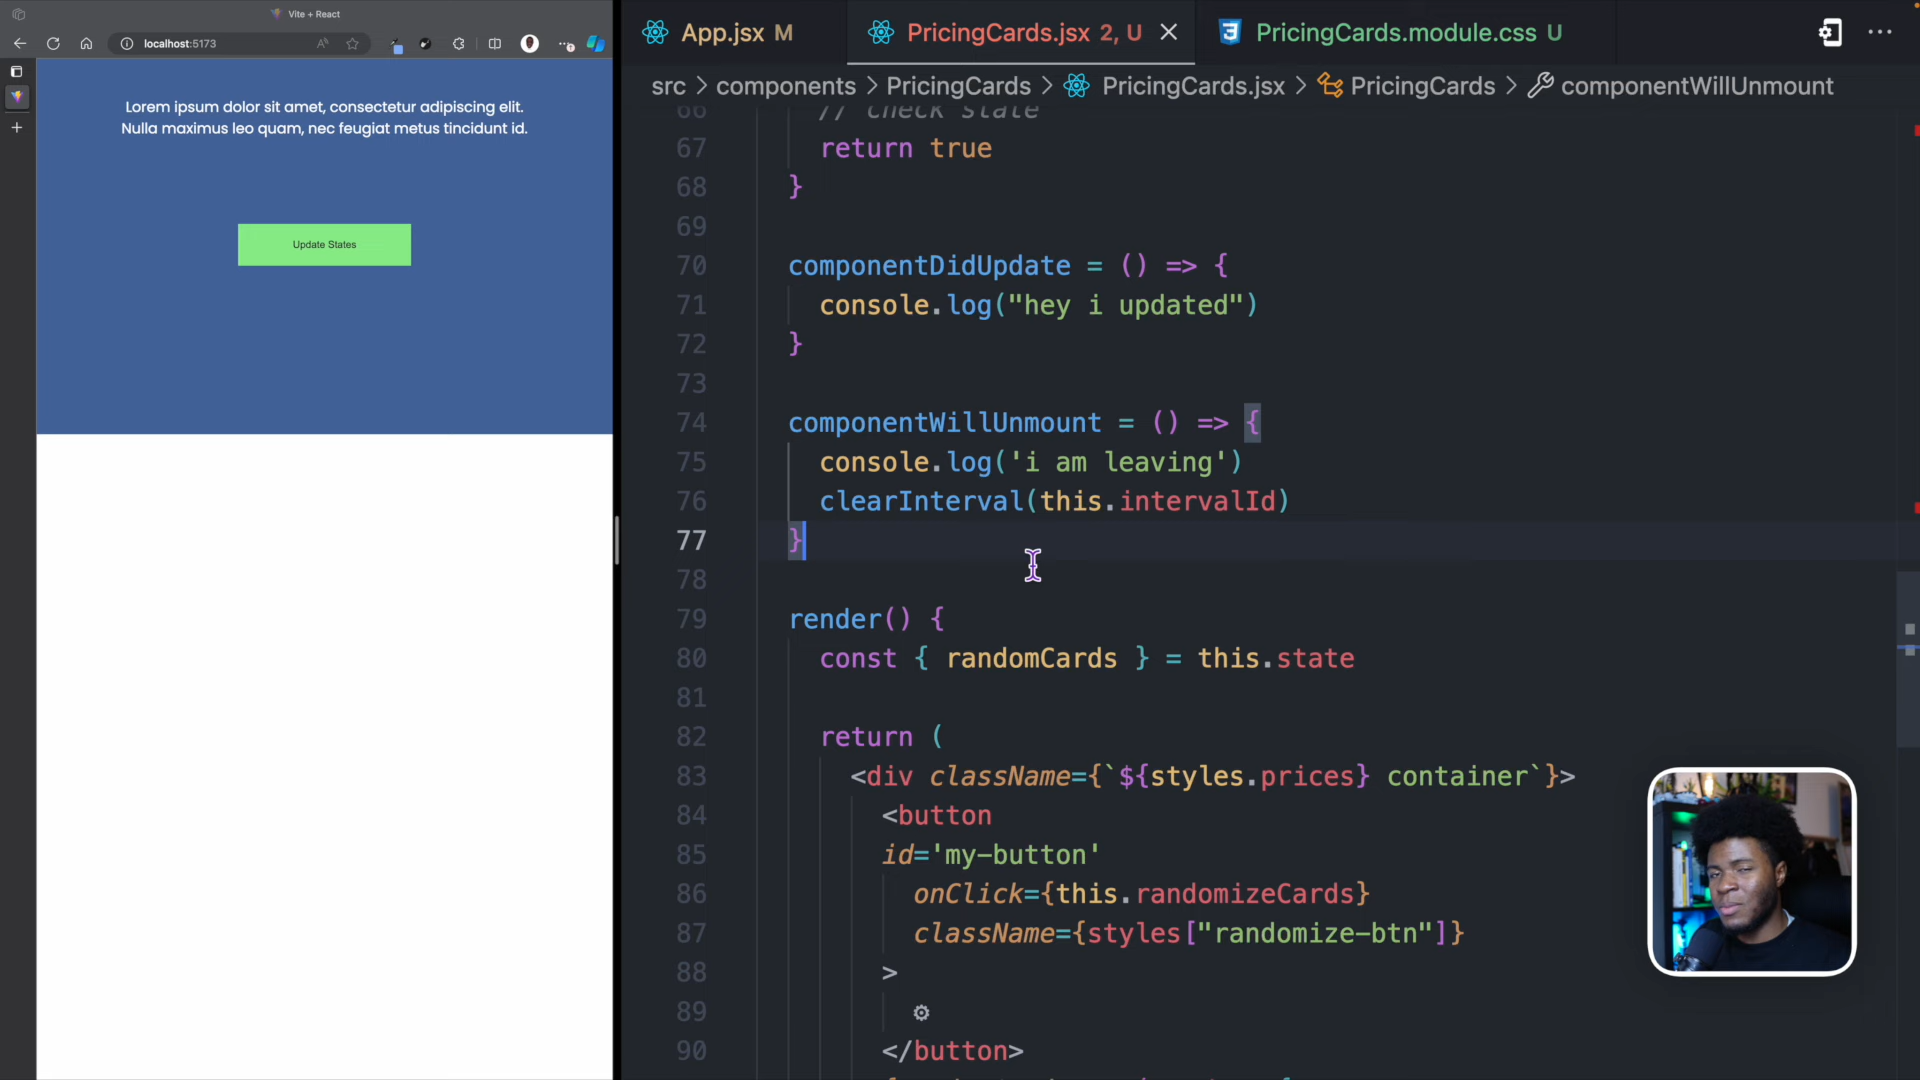 Vite + React
localhost:5173
Lorem ipsum dolor sit amet, consectetur adipiscing elit.
Nulla maximus leo quam, nec feugiat metus tincidunt id.
Update States
App.jsx M
PricingCards.jsx 2, U
PricingCards.module.css U
src > components > PricingCards > PricingCards.jsx > PricingCards > componentWillUnmount
66 // check state
67 return true
68 }
69
70 componentDidUpdate = () => {
71 console.log("hey i updated")
72 }
73
74 componentWillUnmount = () => {
75 console.log('i am leaving')
76 clearInterval(this.intervalId)
77 }
78
79 render() {
80 const { randomCards } = this.state
81
82 return (
83 <div className={`${styles.prices} container`}>
84 <button
85 id='my-button'
86 onClick={this.randomizeCards}
87 className={styles["randomize-btn"]}
88 >
89 ⚙
90 </button>